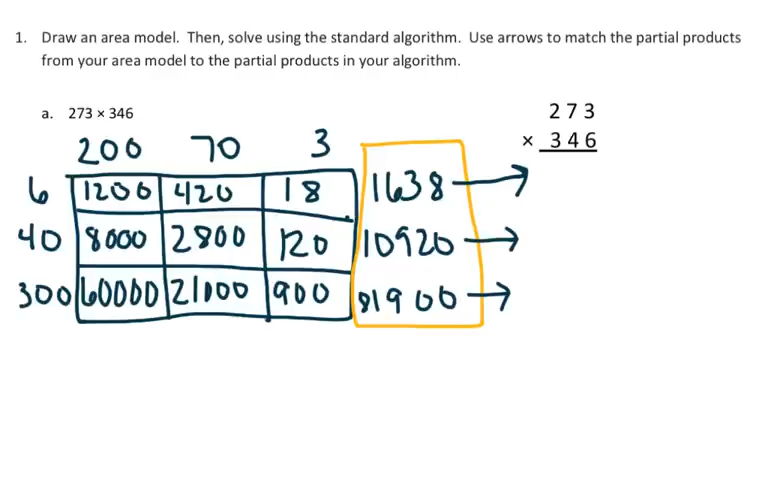 1. Draw an area model. Then, solve using the standard algorithm. Use arrows to match the partial products
from your area model to the partial products in your algorithm.
a. 273 × 346
273
× 346
200 70 3
6 1200 420 18 1638
40 8000 2800 120 10920
300 60000 21000 900 81900